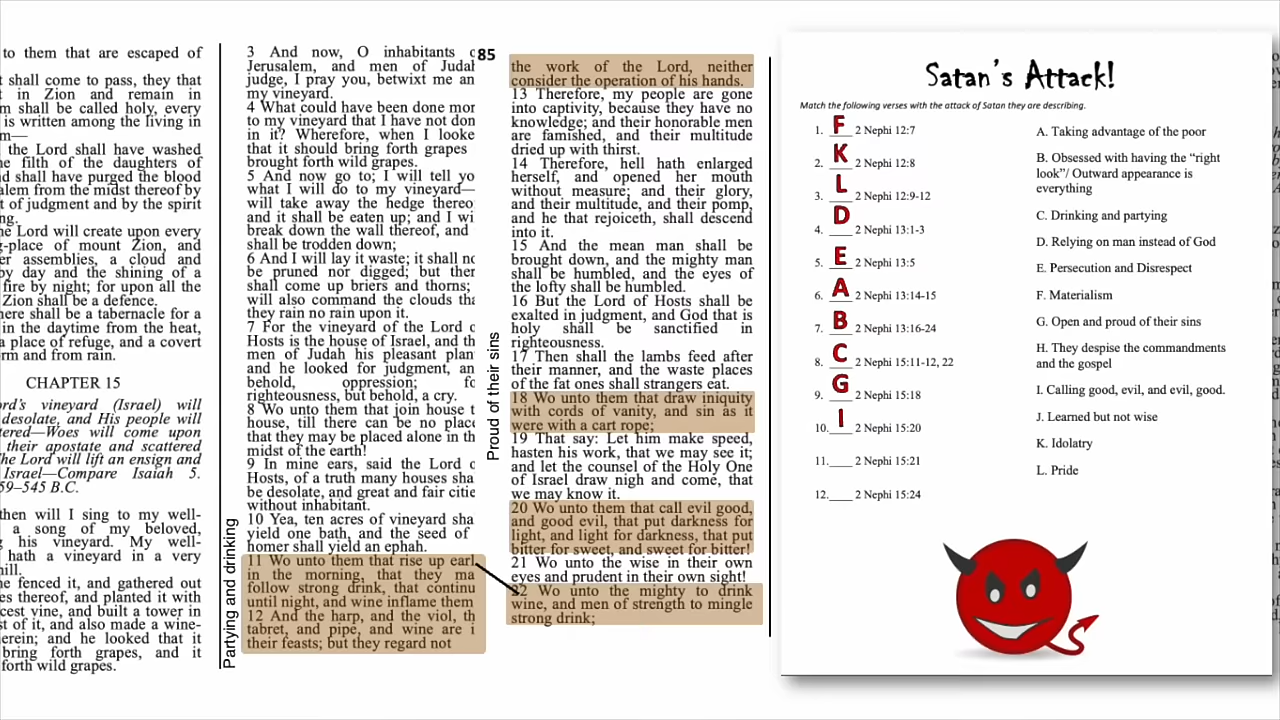 to them that are escaped of
shall come to pass, they that
in Zion and remain in
m shall be called holy, every
is written among the living in
m—
the Lord shall have washed
he filth of the daughters of
d shall have purged the blood
alem from the midst thereof by
t of judgment and by the spirit
ng.
he Lord will create upon every
g-place of mount Zion, and
er assemblies, a cloud and
by day and the shining of a
fire by night; for upon all the
Zion shall be a defence.
here shall be a tabernacle for a
in the daytime from the heat,
a place of refuge, and a covert
rm and from rain.
CHAPTER 15
ord's vineyard (Israel) will
desolate, and His people will
tered—Woes will come upon
their apostate and scattered
he Lord will lift an ensign and
Israel—Compare Isaiah 5.
59–545 B.C.
then will I sing to my well-
a song of my beloved,
g his vineyard. My well-
hath a vineyard in a very
hill.
he fenced it, and gathered out
es thereof, and planted it with
cest vine, and built a tower in
st of it, and also made a wine-
erein; and he looked that it
bring forth grapes, and it
forth wild grapes.
Partying and drinking
3 And now, O inhabitants o
Jerusalem, and men of Judah
judge, I pray you, betwixt me an
my vineyard.
4 What could have been done mor
to my vineyard that I have not don
in it? Wherefore, when I looke
that it should bring forth grapes
brought forth wild grapes.
5 And now go to; I will tell yo
what I will do to my vineyard—
will take away the hedge thereo
and it shall be eaten up; and I wi
break down the wall thereof, and
shall be trodden down;
6 And I will lay it waste; it shall no
be pruned nor digged; but ther
shall come up briers and thorns;
will also command the clouds tha
they rain no rain upon it.
7 For the vineyard of the Lord o
Hosts is the house of Israel, and th
men of Judah his pleasant plan
and he looked for judgment, an
behold, oppression; fo
righteousness, but behold, a cry.
8 Wo unto them that join house t
house, till there can be no place
that they may be placed alone in th
midst of the earth!
9 In mine ears, said the Lord o
Hosts, of a truth many houses sha
be desolate, and great and fair citie
without inhabitant.
10 Yea, ten acres of vineyard sha
yield one bath, and the seed of
homer shall yield an ephah.
11 Wo unto them that rise up earl
in the morning, that they ma
follow strong drink, that continu
until night, and wine inflame them
12 And the harp, and the viol, th
tabret, and pipe, and wine are i
their feasts; but they regard not
85
Proud of their sins
the work of the Lord, neither
consider the operation of his hands.
13 Therefore, my people are gone
into captivity, because they have no
knowledge; and their honorable men
are famished, and their multitude
dried up with thirst.
14 Therefore, hell hath enlarged
herself, and opened her mouth
without measure; and their glory,
and their multitude, and their pomp,
and he that rejoiceth, shall descend
into it.
15 And the mean man shall be
brought down, and the mighty man
shall be humbled, and the eyes of
the lofty shall be humbled.
16 But the Lord of Hosts shall be
exalted in judgment, and God that is
holy shall be sanctified in
righteousness.
17 Then shall the lambs feed after
their manner, and the waste places
of the fat ones shall strangers eat.
18 Wo unto them that draw iniquity
with cords of vanity, and sin as it
were with a cart rope;
19 That say: Let him make speed,
hasten his work, that we may see it;
and let the counsel of the Holy One
of Israel draw nigh and come, that
we may know it.
20 Wo unto them that call evil good,
and good evil, that put darkness for
light, and light for darkness, that put
bitter for sweet, and sweet for bitter!
21 Wo unto the wise in their own
eyes and prudent in their own sight!
22 Wo unto the mighty to drink
wine, and men of strength to mingle
strong drink;
Satan's Attack!
Match the following verses with the attack of Satan they are describing.
1. F 2 Nephi 12:7
2. K 2 Nephi 12:8
3. L 2 Nephi 12:9-12
4. D 2 Nephi 13:1-3
5. E 2 Nephi 13:5
6. A 2 Nephi 13:14-15
7. B 2 Nephi 13:16-24
8. C 2 Nephi 15:11-12, 22
9. G 2 Nephi 15:18
10. I 2 Nephi 15:20
11.____ 2 Nephi 15:21
12.____ 2 Nephi 15:24
A. Taking advantage of the poor
B. Obsessed with having the “right
look”/ Outward appearance is
everything
C. Drinking and partying
D. Relying on man instead of God
E. Persecution and Disrespect
F. Materialism
G. Open and proud of their sins
H. They despise the commandments
and the gospel
I. Calling good, evil, and evil, good.
J. Learned but not wise
K. Idolatry
L. Pride